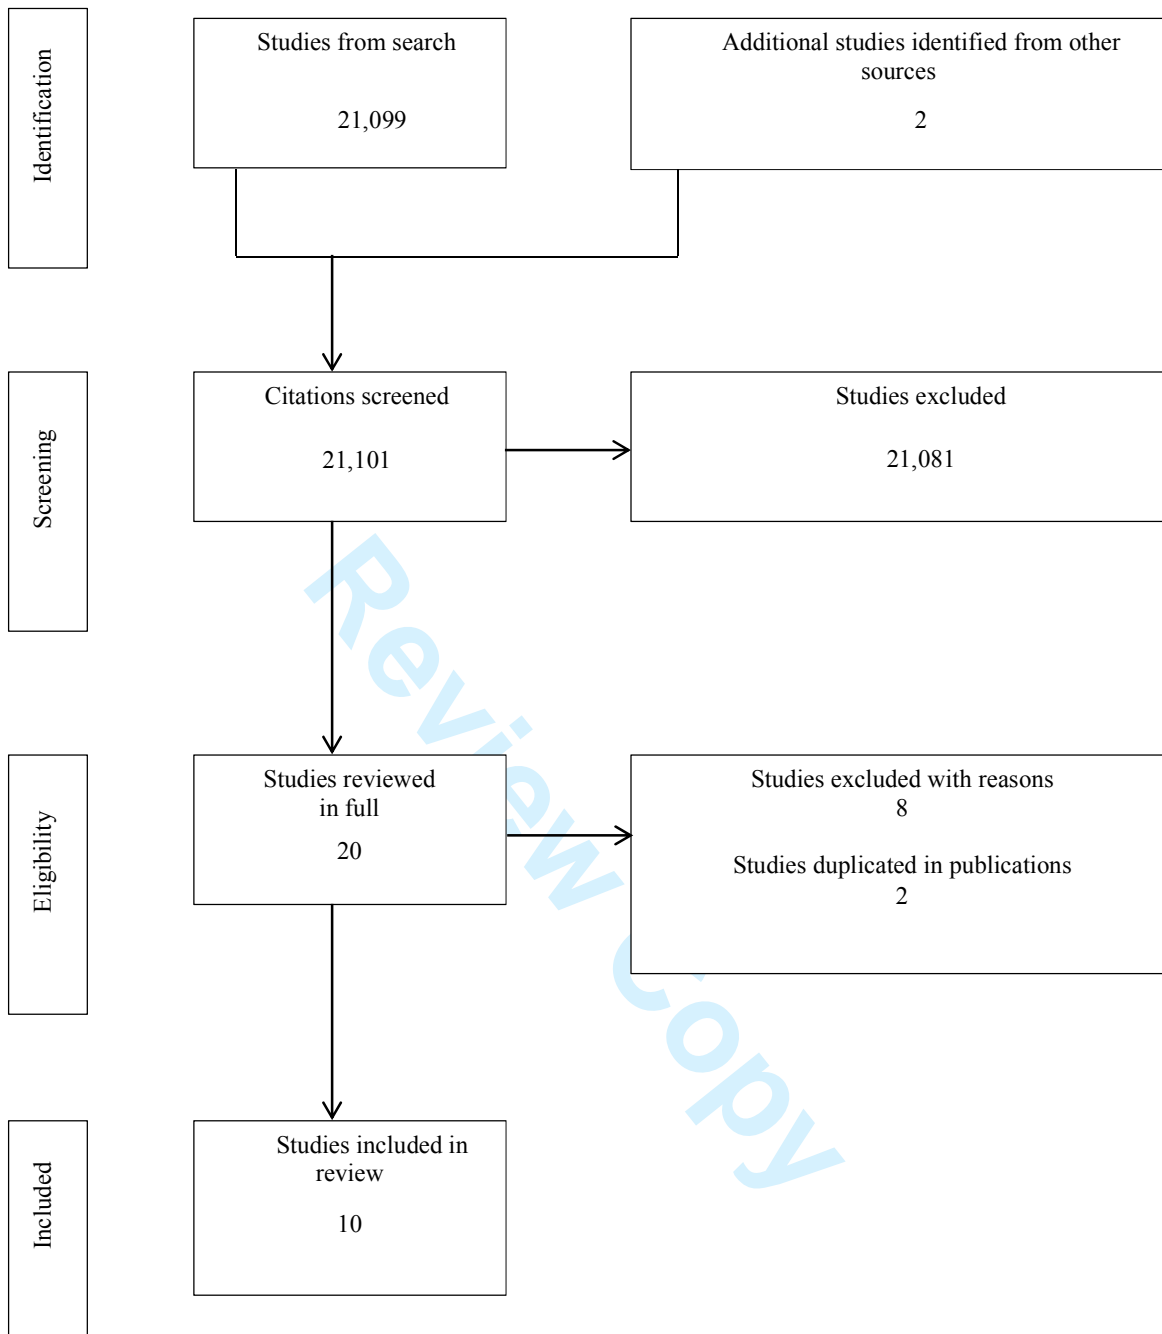 Identification
Studies from search
21,099
Additional studies identified from other
sources
2
Screening
Citations screened
21,101
Studies excluded
21,081
Eligibility
Studies reviewed
in full
20
Studies excluded with reasons
8
Studies duplicated in publications
2
Included
Studies included in
review
10
Review Copy